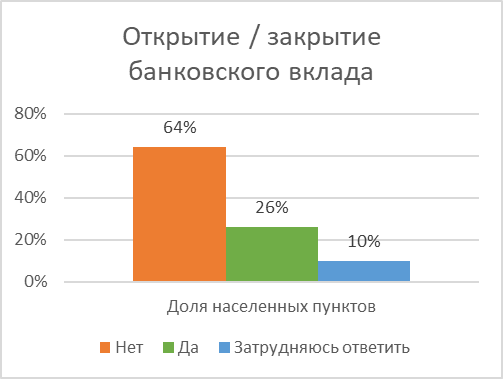 Открытие / закрытие
банковского вклада
80%
64%
60%
40%
26%
20%
10%
0%
Доля населенных пунктов
Нет Да Затрудняюсь ответить